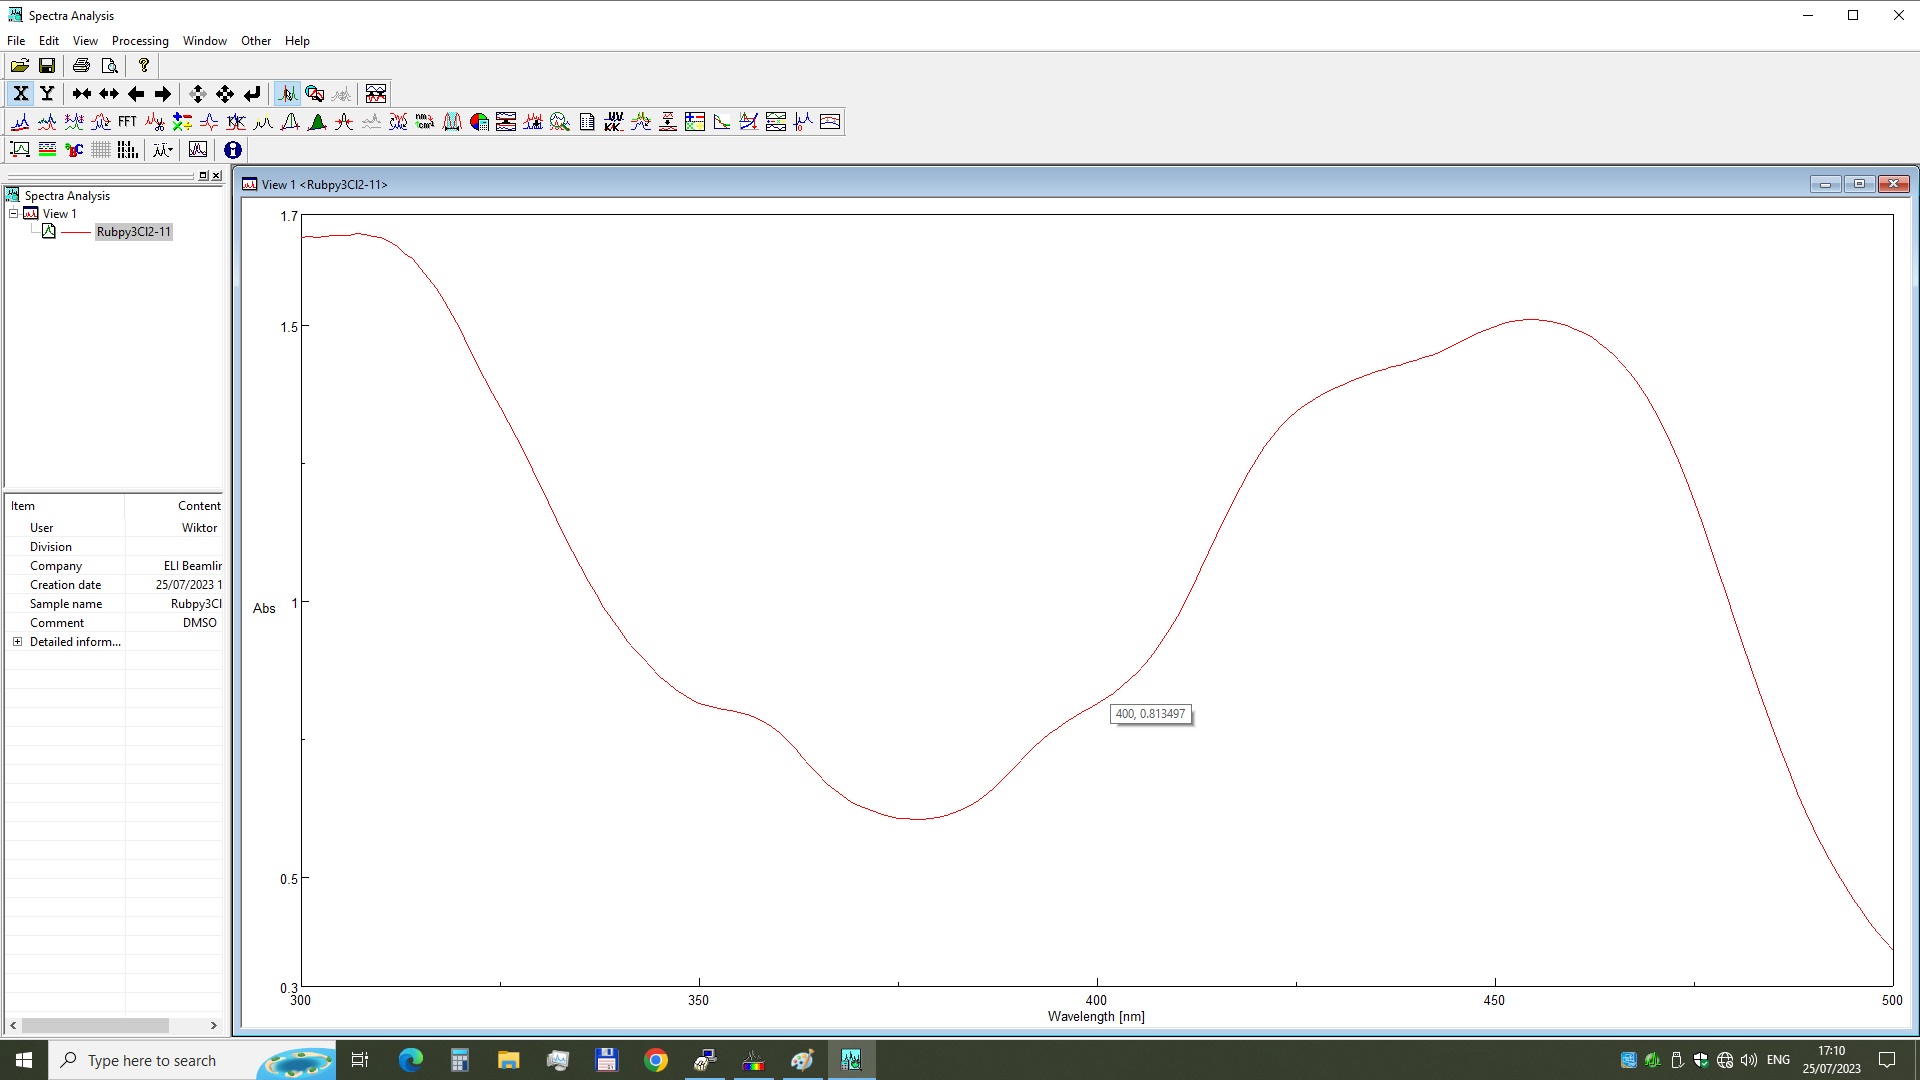 Spectra Analysis
File Edit View Processing Window Other Help
X Y
FFT
Spectra Analysis
View 1
Rubpy3Cl2-11
Item Content
User Wiktor
Division
Company ELI Beamlir
Creation date 25/07/2023 1
Sample name Rubpy3Cl
Comment DMSO
Detailed inform...
View 1 <Rubpy3Cl2-11>
1.7
1.5
Abs 1
0.5
0.3
400, 0.813497
300 350 400 450 500
Wavelength [nm]
Type here to search
ENG
17:10
25/07/2023